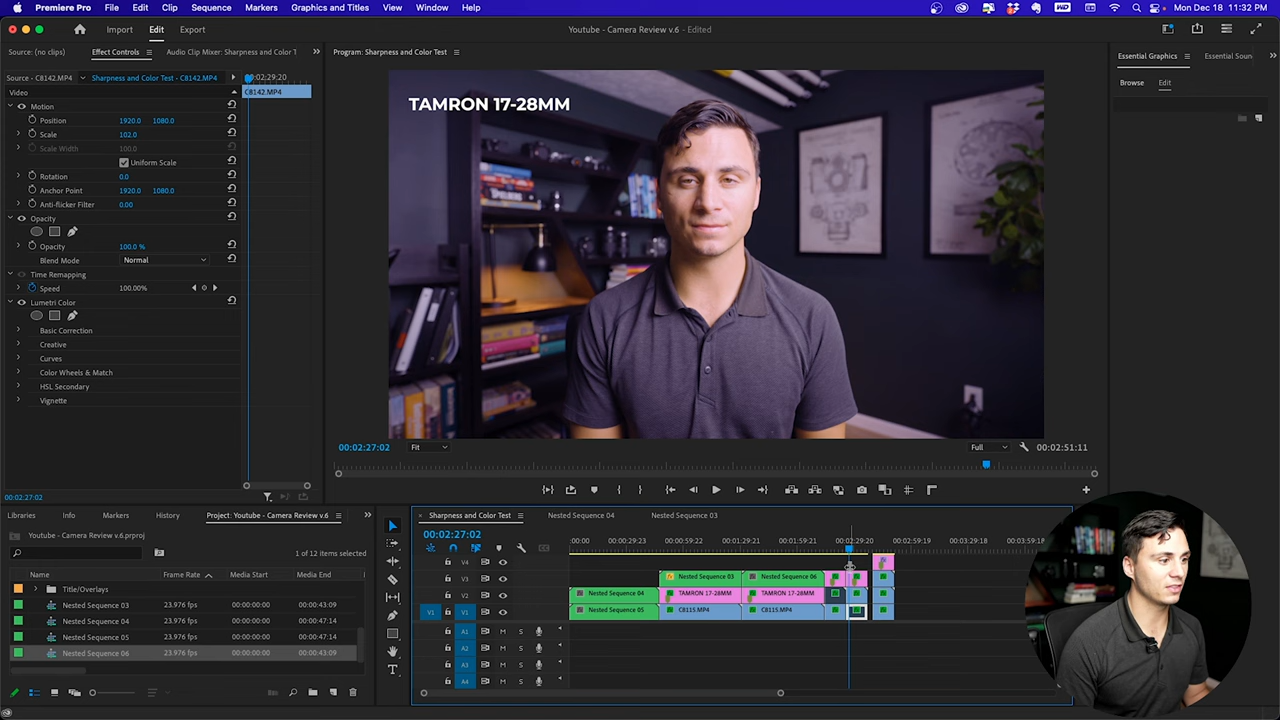 Premiere Pro File Edit Clip Sequence Markers Graphics and Titles View Window Help
Mon Dec 18 11:32 PM
Import Edit Export
Youtube - Camera Review v.6 - Edited
Source: (no clips) Effect Controls Audio Clip Mixer: Sharpness and Color T
Program: Sharpness and Color Test
Essential Graphics Essential Soun
Source - C8142.MP4 Sharpness and Color Test - C8142.MP4 02:29:20
Video C8142.MP4
Browse Edit
Motion
Position 1920.0 1080.0
Scale 102.0
Scale Width 100.0
Uniform Scale
Rotation 0.0
Anchor Point 1920.0 1080.0
Anti-flicker Filter 0.00
Opacity
Opacity 100.0 %
Blend Mode Normal
Time Remapping
Speed 100.00%
Lumetri Color
Basic Correction
Creative
Curves
Color Wheels & Match
HSL Secondary
Vignette
00:02:27:02
TAMRON 17-28MM
00:02:27:02 Fit Full 00:02:51:11
Libraries Info Markers History Project: Youtube - Camera Review v.6
Youtube - Camera Review v.6.prproj
1 of 12 items selected
Name Frame Rate Media Start Media End
Title/Overlays
Nested Sequence 03 23.976 fps 00:00:00:00 00:00:43:09
Nested Sequence 04 23.976 fps 00:00:00:00 00:00:47:14
Nested Sequence 05 23.976 fps 00:00:00:00 00:00:47:14
Nested Sequence 06 23.976 fps 00:00:00:00 00:00:43:09
Sharpness and Color Test Nested Sequence 04 Nested Sequence 03
00:02:27:02
:00:00 00:00:29:23 00:00:59:22 00:01:29:21 00:01:59:21 00:02:29:20 00:02:59:19 00:03:29:18 00:03:59:18
V4
V3 Nested Sequence 03 Nested Sequence 06
V2 Nested Sequence 04 TAMRON 17-28MM TAMRON 17-28MM
V1 V1 Nested Sequence 05 C8115.MP4 C8115.MP4
A1 M S
A2 M S
A3 M S
A4 M S